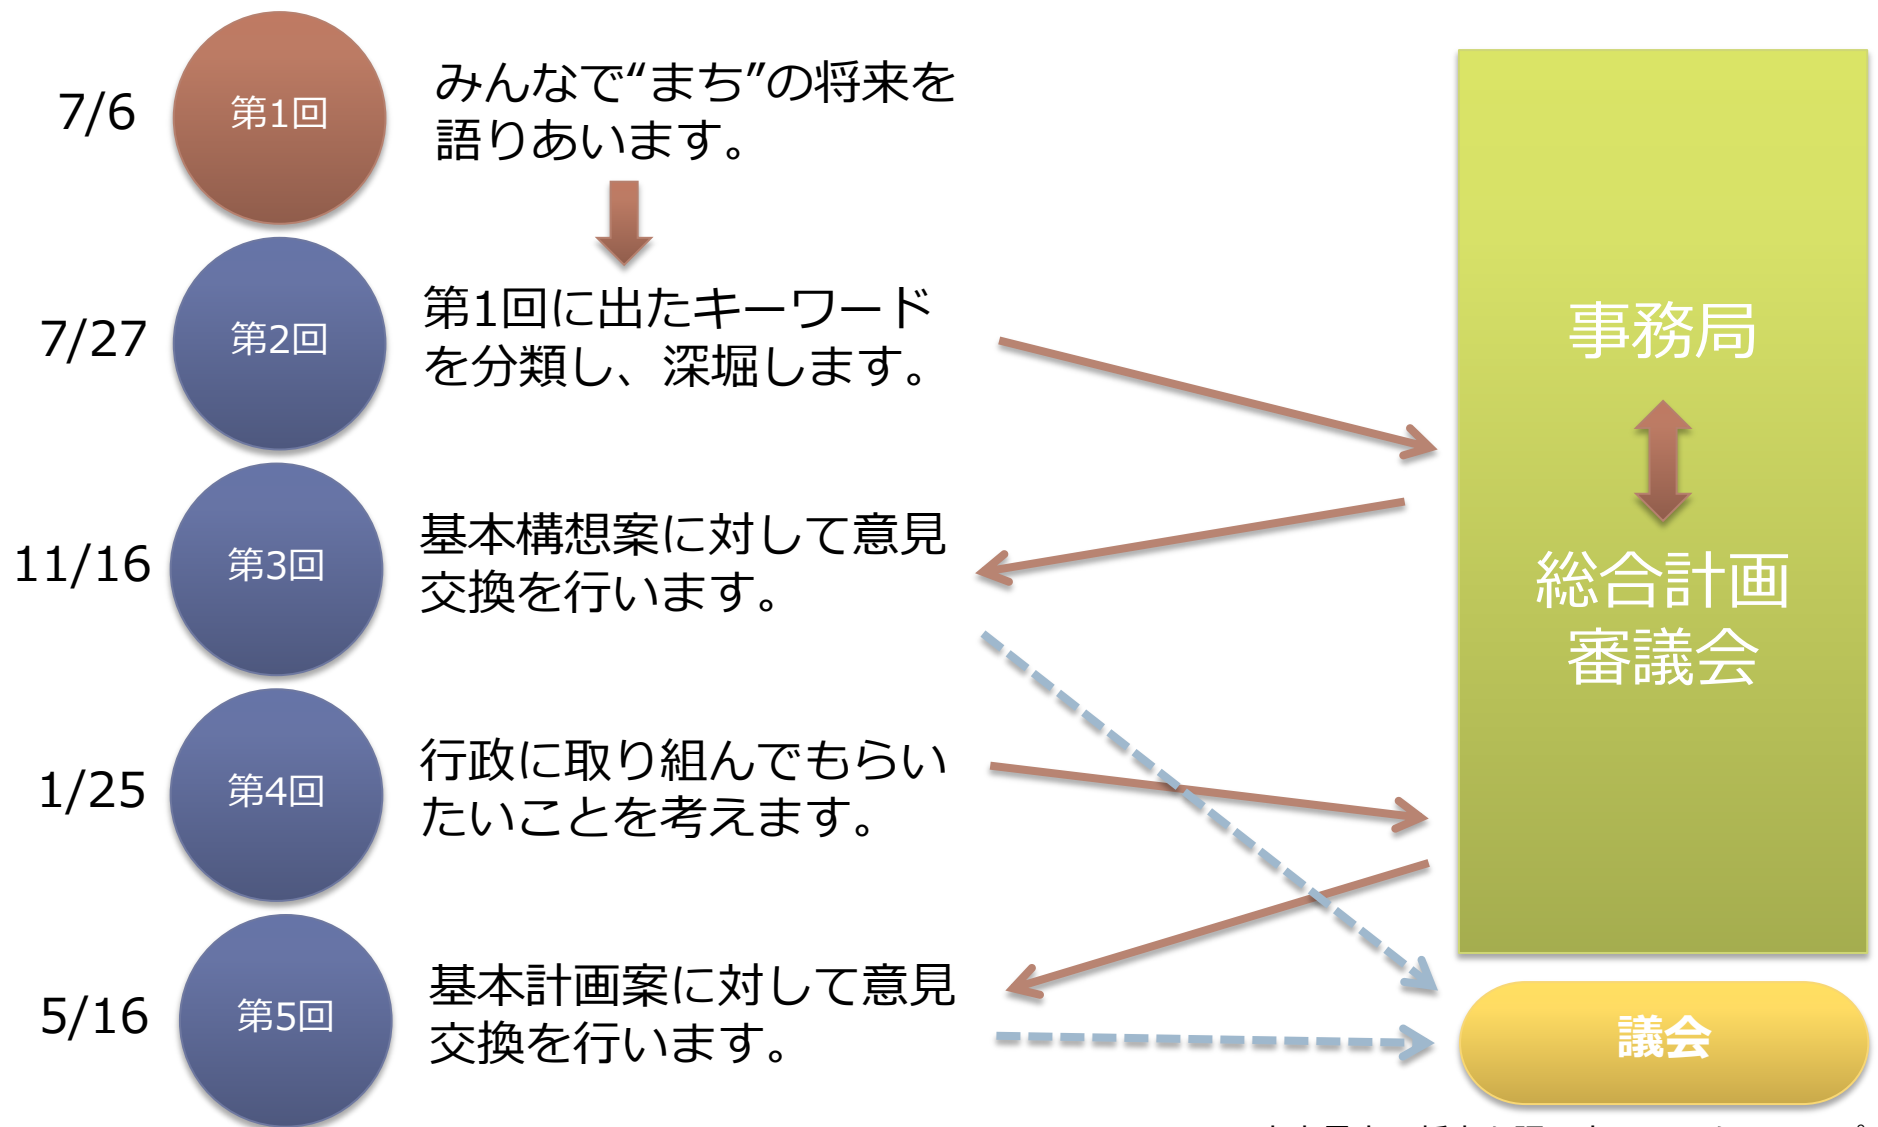 7/6
第1回
みんなで“まち”の将来を
語りあいます。
7/27
第2回
第1回に出たキーワード
を分類し、深堀します。
11/16
第3回
基本構想案に対して意見
交換を行います。
1/25
第4回
行政に取り組んでもらい
たいことを考えます。
5/16
第5回
基本計画案に対して意見
交換を行います。
事務局
総合計画
審議会
議会